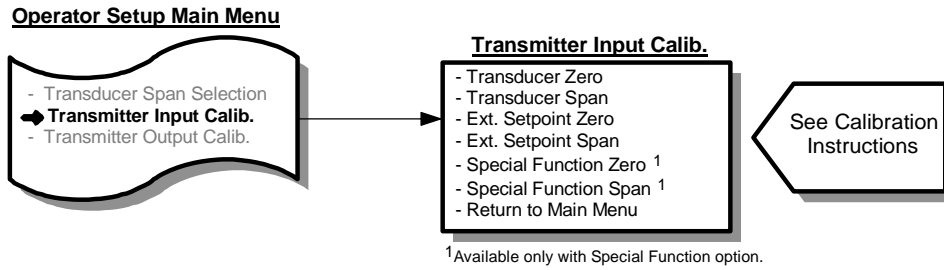 Operator Setup Main Menu
- Transducer Span Selection
Transmitter Input Calib.
- Transmitter Output Calib.
Transmitter Input Calib.
- Transducer Zero
- Transducer Span
- Ext. Setpoint Zero
- Ext. Setpoint Span
- Special Function Zero 1
- Special Function Span 1
- Return to Main Menu
1Available only with Special Function option.
See Calibration
Instructions